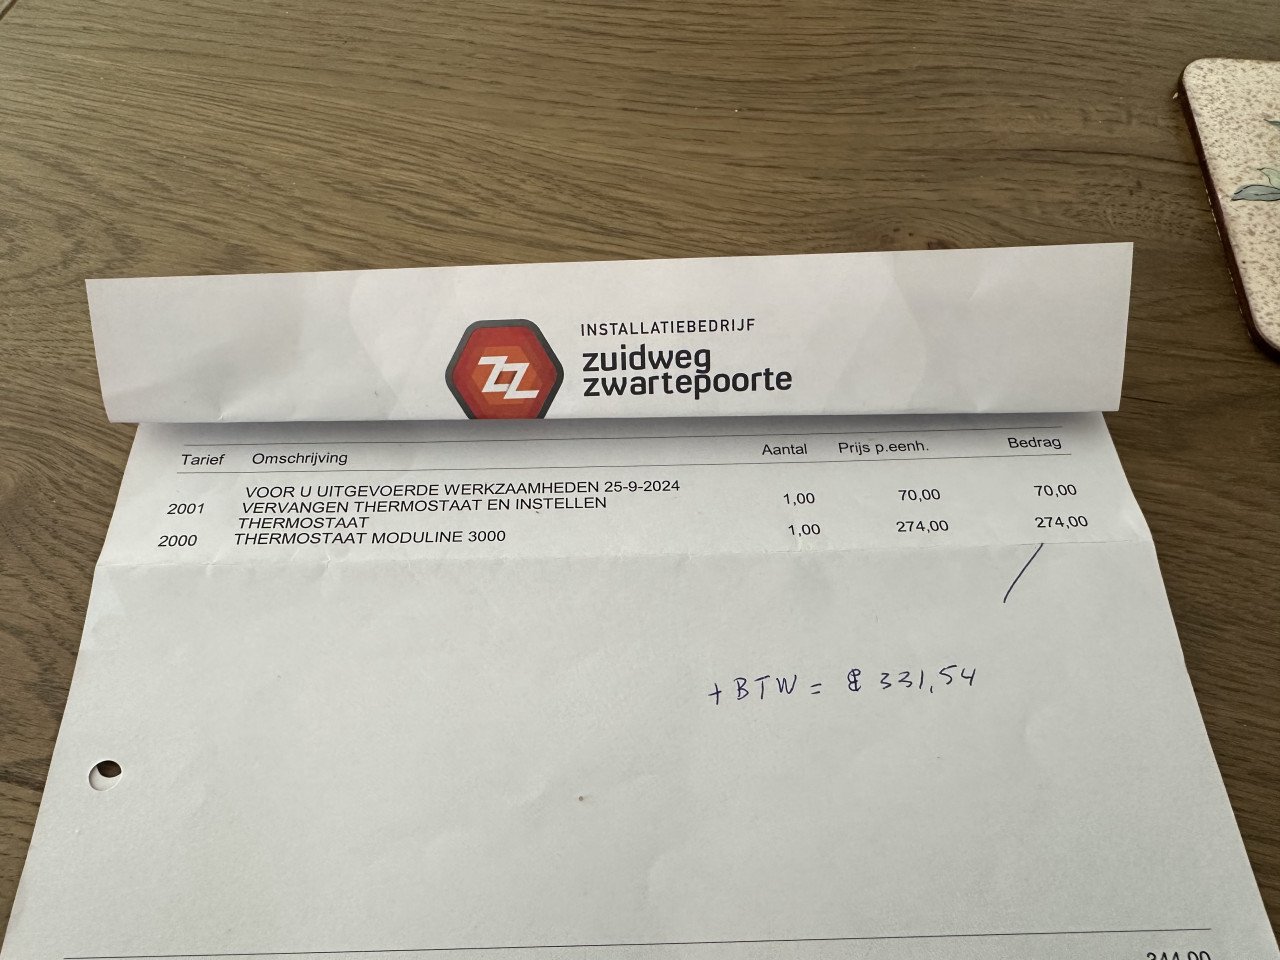 INSTALLATIEBEDRIJF
zuidweg
zwartepoorte
ZZ
Tarief Omschrijving Aantal Prijs p.eenh. Bedrag
VOOR U UITGEVOERDE WERKZAAMHEDEN 25-9-2024
2001 VERVANGEN THERMOSTAAT EN INSTELLEN 1,00 70,00 70,00
THERMOSTAAT
2000 THERMOSTAAT MODULINE 3000 1,00 274,00 274,00
+ BTW = € 331,54
344,00